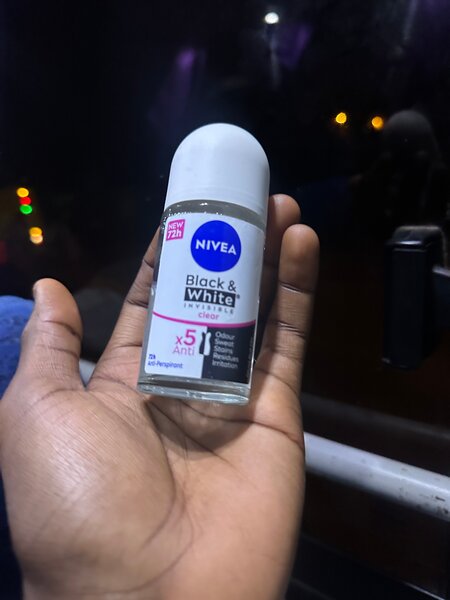 NEW
72h
NIVEA
Black &
White®
INVISIBLE
clear
x5
Anti
Odour
Sweat
Stains
Residues
Irritation
72h
Anti-Perspirant